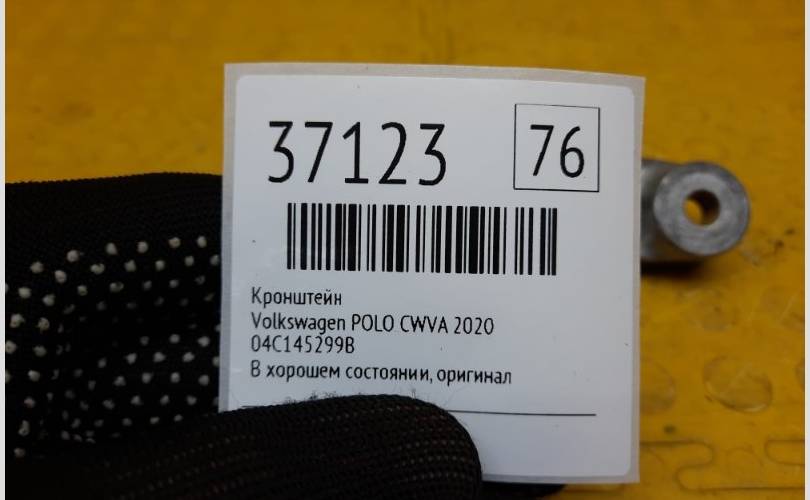 37123
76
Кронштейн
Volkswagen POLO CWVA 2020
04C145299B
В хорошем состоянии, оригинал